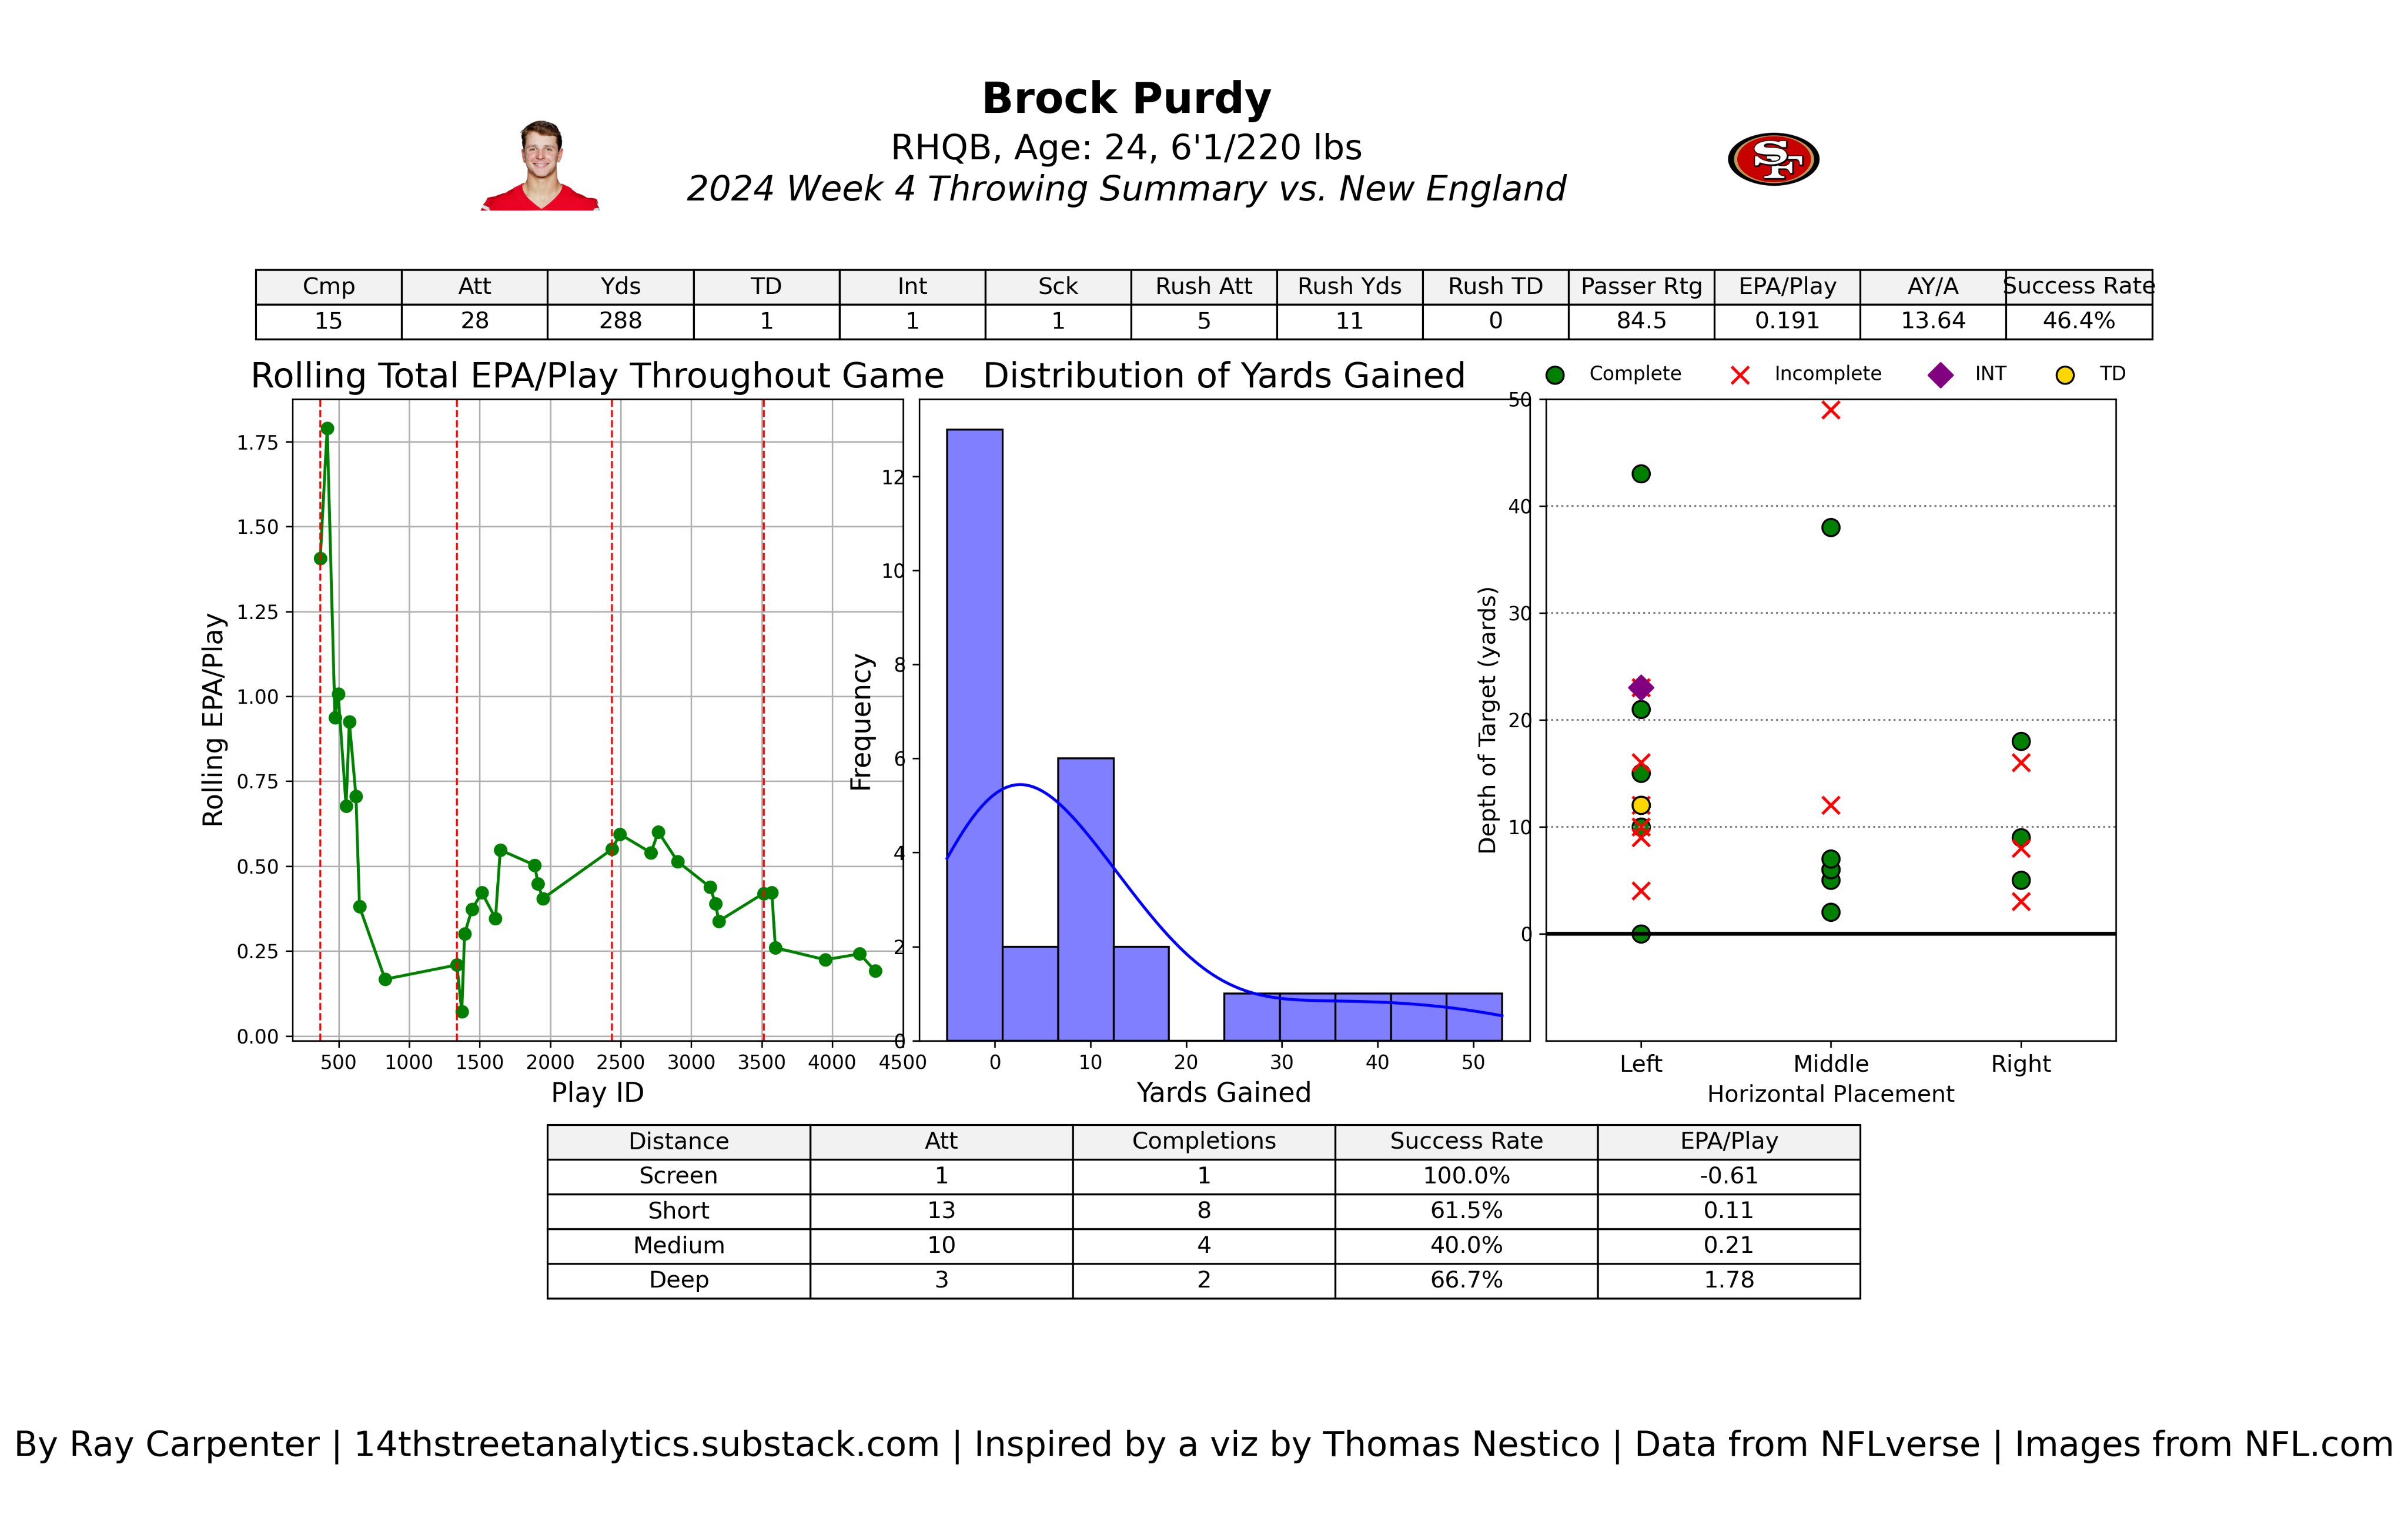 Brock Purdy
RHQB, Age: 24, 6'1/220 lbs
2024 Week 4 Throwing Summary vs. New England
SF
Cmp Att Yds TD Int Sck Rush Att Rush Yds Rush TD Passer Rtg EPA/Play AY/A Success Rate
15 28 288 1 1 1 5 11 0 84.5 0.191 13.64 46.4%
Rolling Total EPA/Play Throughout Game
Rolling EPA/Play
1.75
1.50
1.25
1.00
0.75
0.50
0.25
0.00
500 1000 1500 2000 2500 3000 3500 4000 4500
Play ID
Distribution of Yards Gained
Frequency
12
10
8
6
4
2
0
0 10 20 30 40 50
Yards Gained
Complete Incomplete INT TD
Depth of Target (yards)
50
40
30
20
10
0
Left Middle Right
Horizontal Placement
Distance Att Completions Success Rate EPA/Play
Screen 1 1 100.0% -0.61
Short 13 8 61.5% 0.11
Medium 10 4 40.0% 0.21
Deep 3 2 66.7% 1.78
By Ray Carpenter | 14thstreetanalytics.substack.com | Inspired by a viz by Thomas Nestico | Data from NFLverse | Images from NFL.com